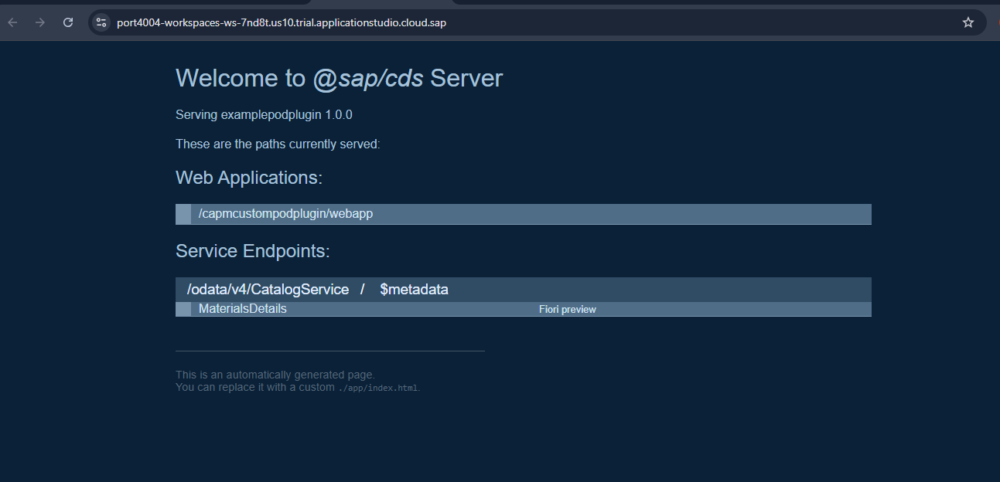 port4004-workspaces-ws-7nd8t.us10.trial.applicationstudio.cloud.sap
Welcome to @sap/cds Server
Serving examplepodplugin 1.0.0
These are the paths currently served:
Web Applications:
/capmcustompodplugin/webapp
Service Endpoints:
/odata/v4/CatalogService / $metadata
MaterialsDetails Fiori preview
This is an automatically generated page.
You can replace it with a custom ./app/index.html.